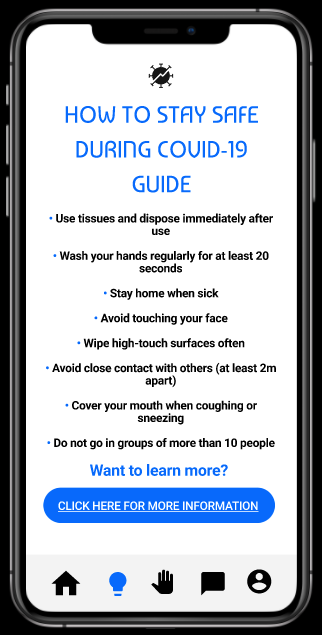 HOW TO STAY SAFE
DURING COVID-19
GUIDE
• Use tissues and dispose immediately after
use
• Wash your hands regularly for at least 20
seconds
• Stay home when sick
• Avoid touching your face
• Wipe high-touch surfaces often
• Avoid close contact with others (at least 2m
apart)
• Cover your mouth when coughing or
sneezing
• Do not go in groups of more than 10 people
Want to learn more?
CLICK HERE FOR MORE INFORMATION